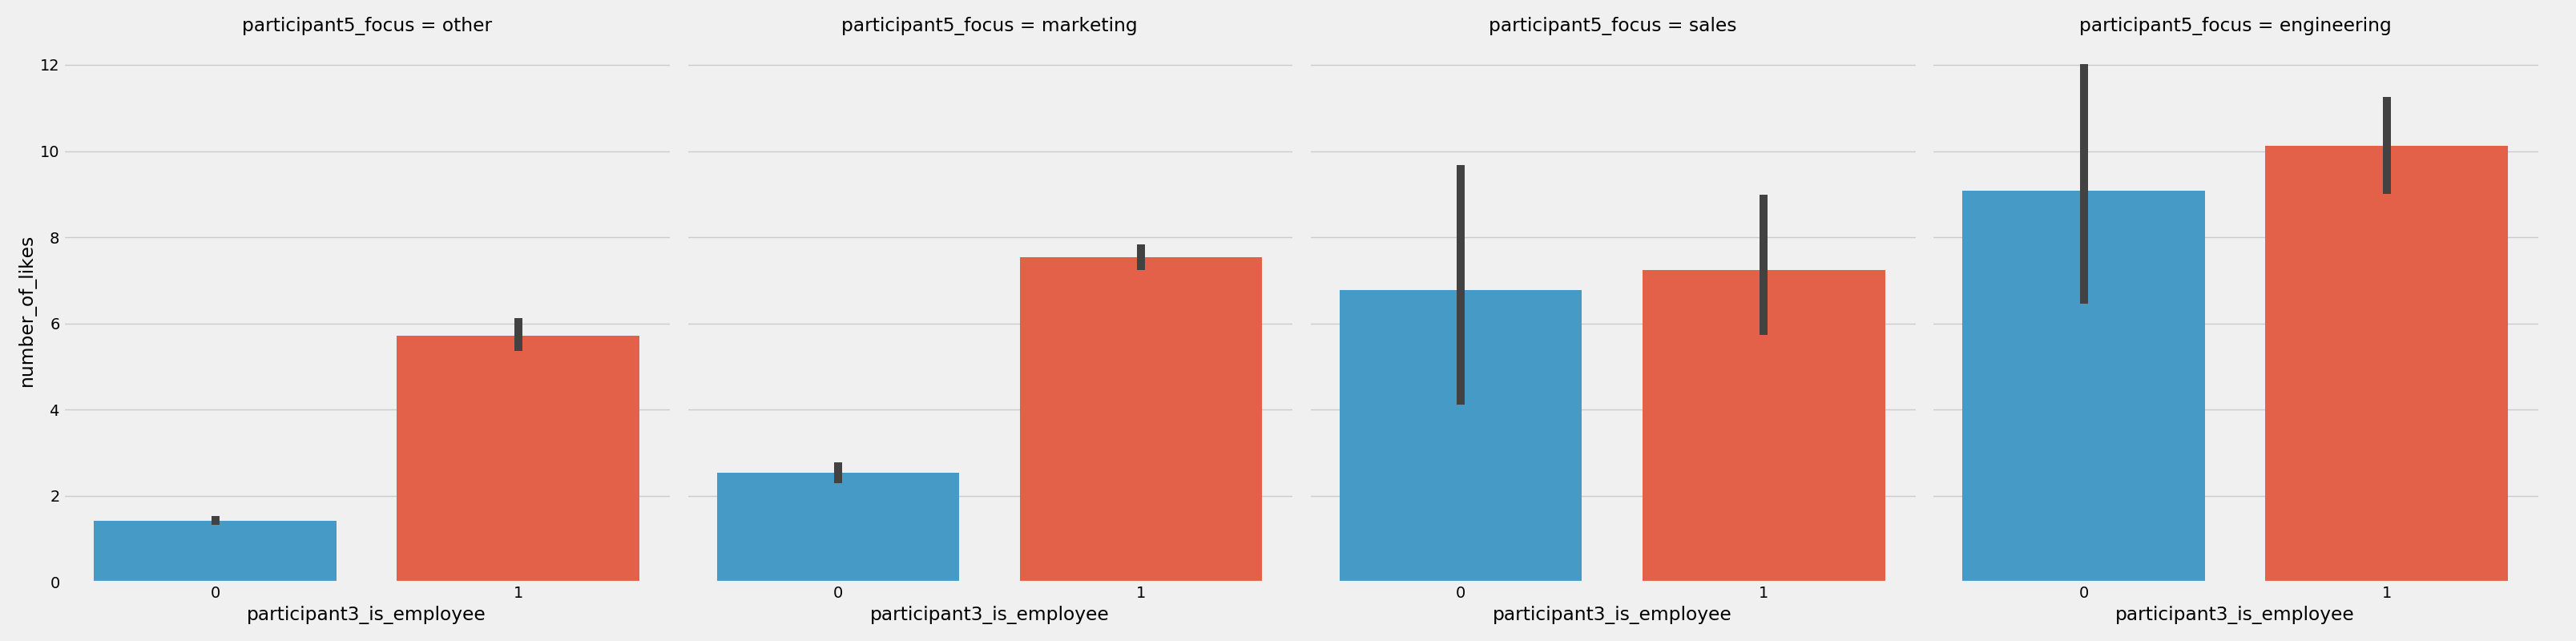 participant5_focus = other
participant5_focus = marketing
participant5_focus = sales
participant5_focus = engineering
number_of_likes
12
10
8
6
4
2
0
0 1
0 1
0 1
0 1
participant3_is_employee
participant3_is_employee
participant3_is_employee
participant3_is_employee